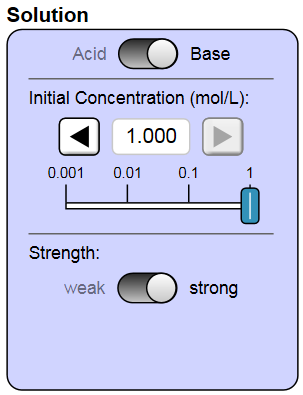 Solution
Acid Base
Initial Concentration (mol/L):
1.000
0.001 0.01 0.1 1
Strength:
weak strong